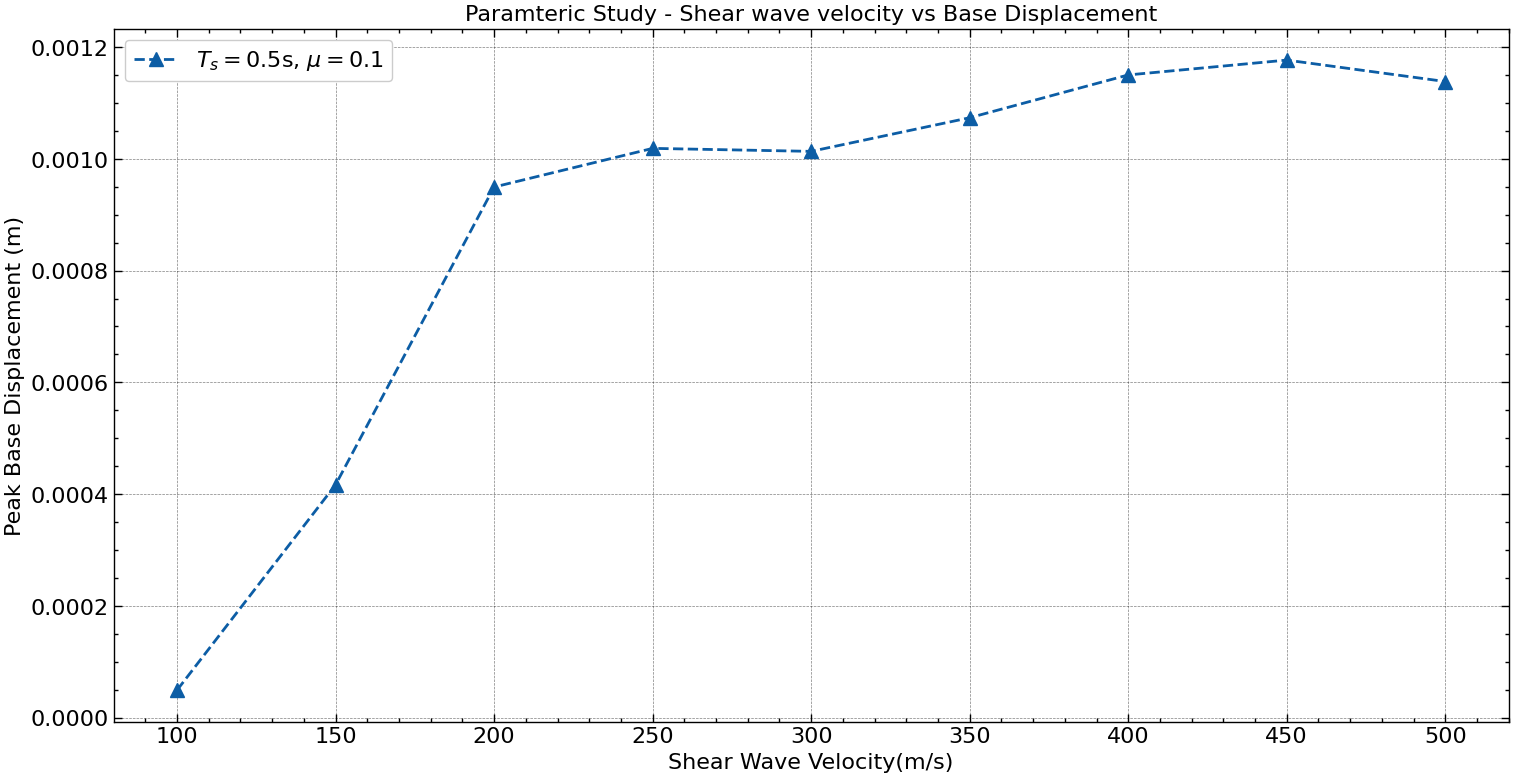 Paramteric Study - Shear wave velocity vs Base Displacement
T_s = 0.5s, μ = 0.1
Peak Base Displacement (m)
0.0012
0.0010
0.0008
0.0006
0.0004
0.0002
0.0000
100 150 200 250 300 350 400 450 500
Shear Wave Velocity(m/s)